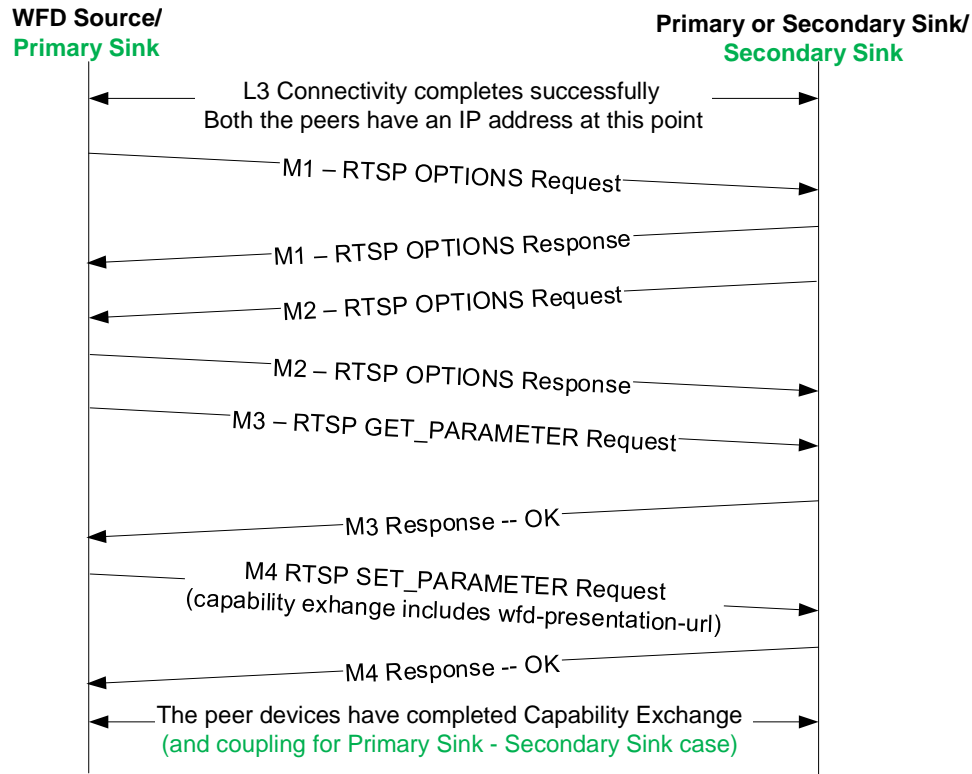 WFD Source/
Primary Sink
Primary or Secondary Sink/
Secondary Sink
L3 Connectivity completes successfully
Both the peers have an IP address at this point
M1 – RTSP OPTIONS Request
M1 – RTSP OPTIONS Response
M2 – RTSP OPTIONS Request
M2 – RTSP OPTIONS Response
M3 – RTSP GET_PARAMETER Request
M3 Response -- OK
M4 RTSP SET_PARAMETER Request
(capability exhange includes wfd-presentation-url)
M4 Response -- OK
The peer devices have completed Capability Exchange
(and coupling for Primary Sink - Secondary Sink case)